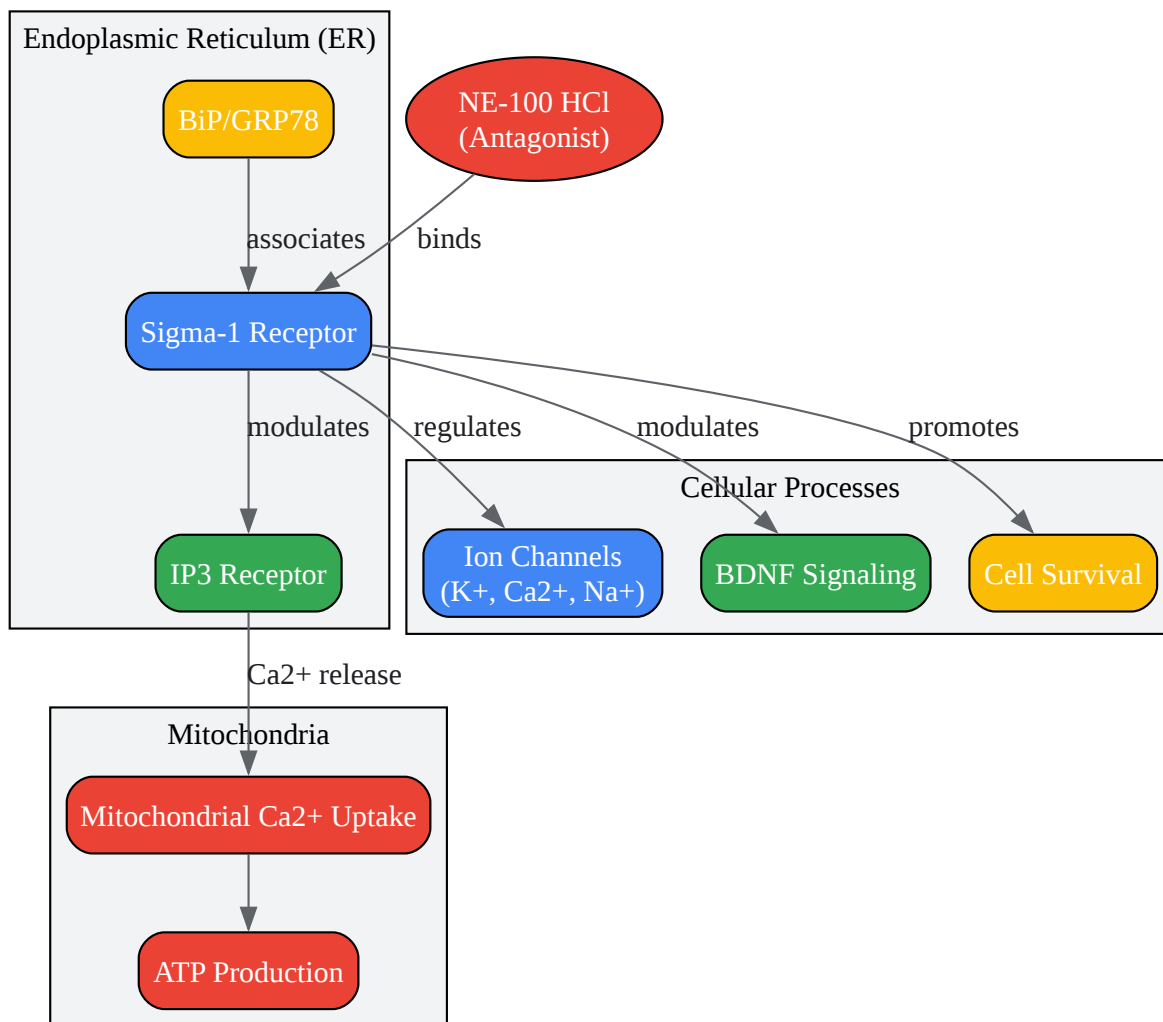 Endoplasmic Reticulum (ER)
BiP/GRP78
NE-100 HCl
(Antagonist)
associates
binds
Sigma-1 Receptor
modulates
regulates
modulates
promotes
Cellular Processes
IP3 Receptor
Ion Channels
(K+, Ca2+, Na+)
BDNF Signaling
Cell Survival
Ca2+ release
Mitochondria
Mitochondrial Ca2+ Uptake
ATP Production